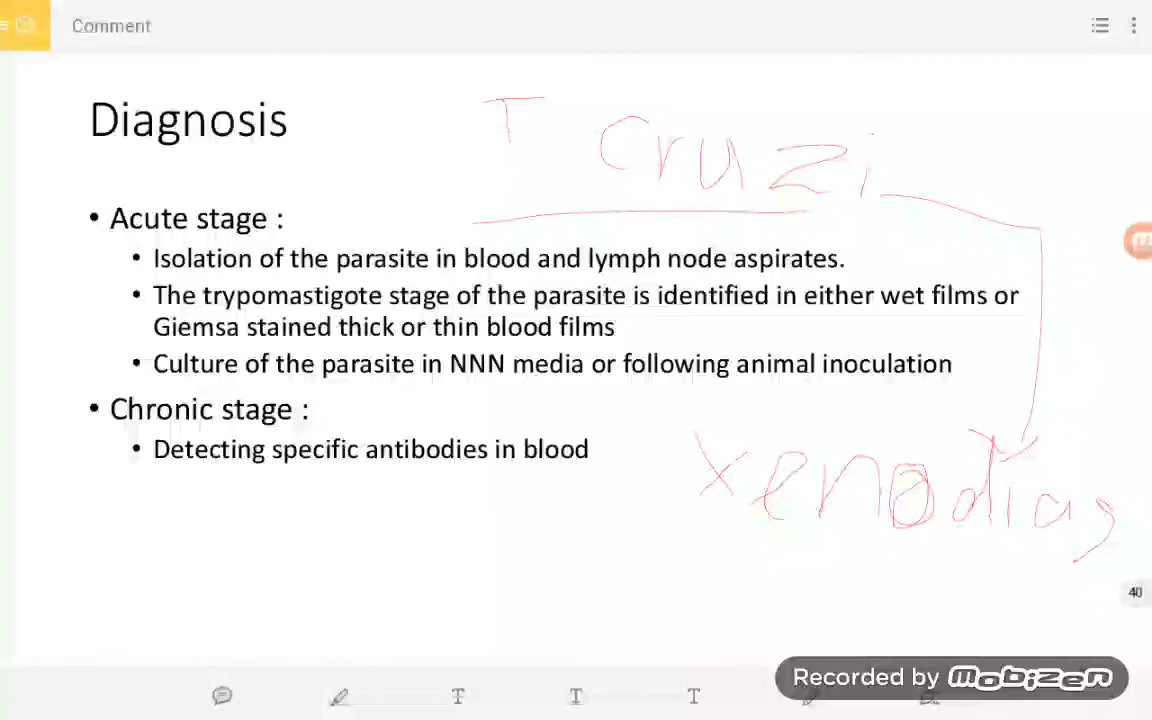 Comment
T cruzi
Diagnosis
• Acute stage :
• Isolation of the parasite in blood and lymph node aspirates.
• The trypomastigote stage of the parasite is identified in either wet films or
Giemsa stained thick or thin blood films
• Culture of the parasite in NNN media or following animal inoculation
• Chronic stage :
• Detecting specific antibodies in blood
xenodiag
40
Recorded by mobizen